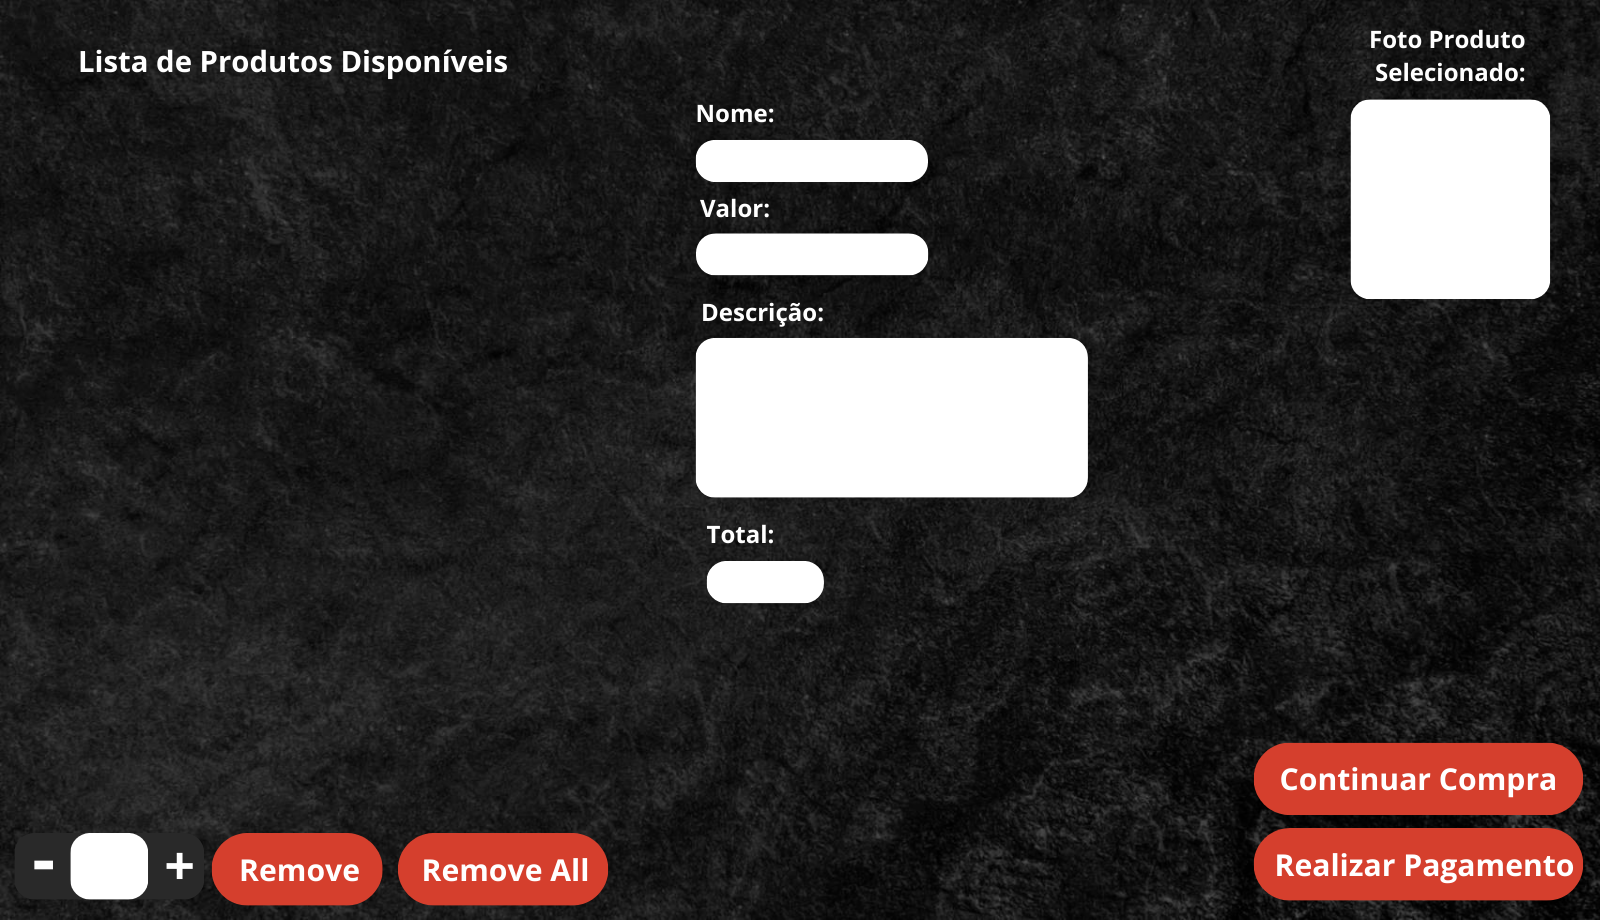 Lista de Produtos Disponíveis
Foto Produto
Selecionado:
Nome:
Valor:
Descrição:
Total:
Continuar Compra
Realizar Pagamento
- +
Remove
Remove All